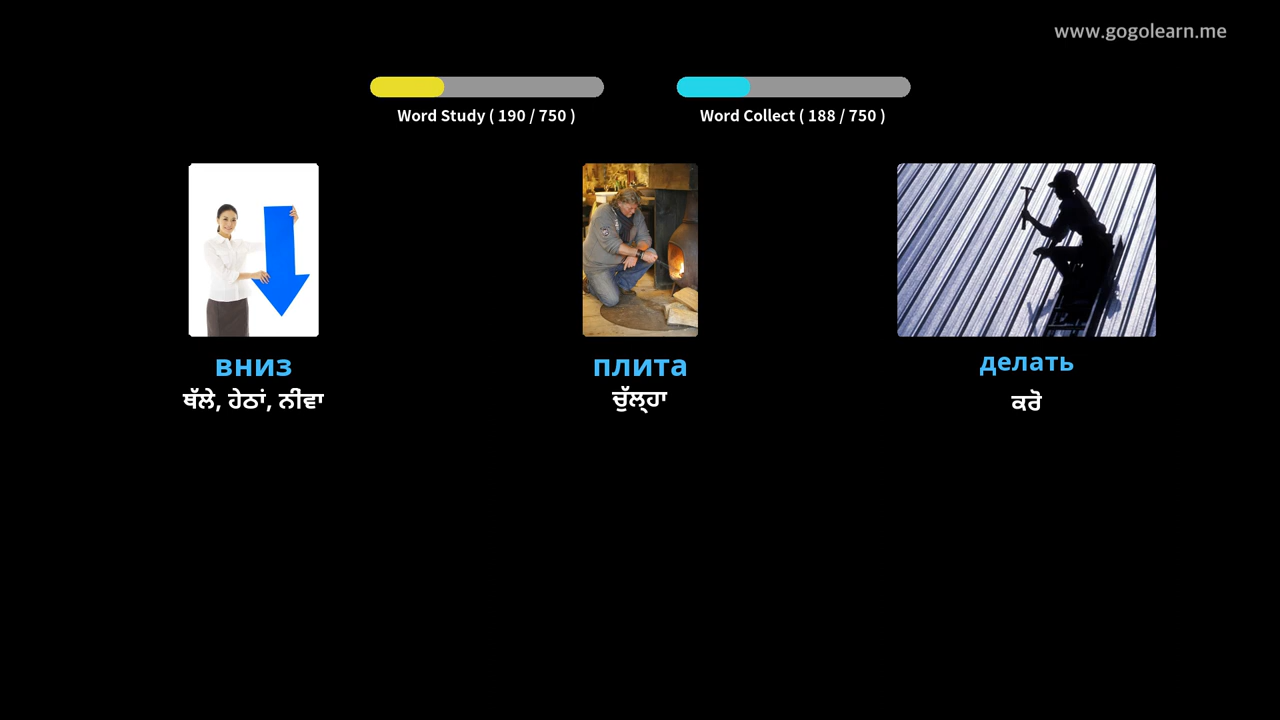 www.gogolearn.me
Word Study ( 190 / 750 )
Word Collect ( 188 / 750 )
вниз
ਥੱਲੇ, ਹੇਠਾਂ, ਨੀਵਾ
плита
ਚੁੱਲ੍ਹਾ
делать
ਕਰੋ